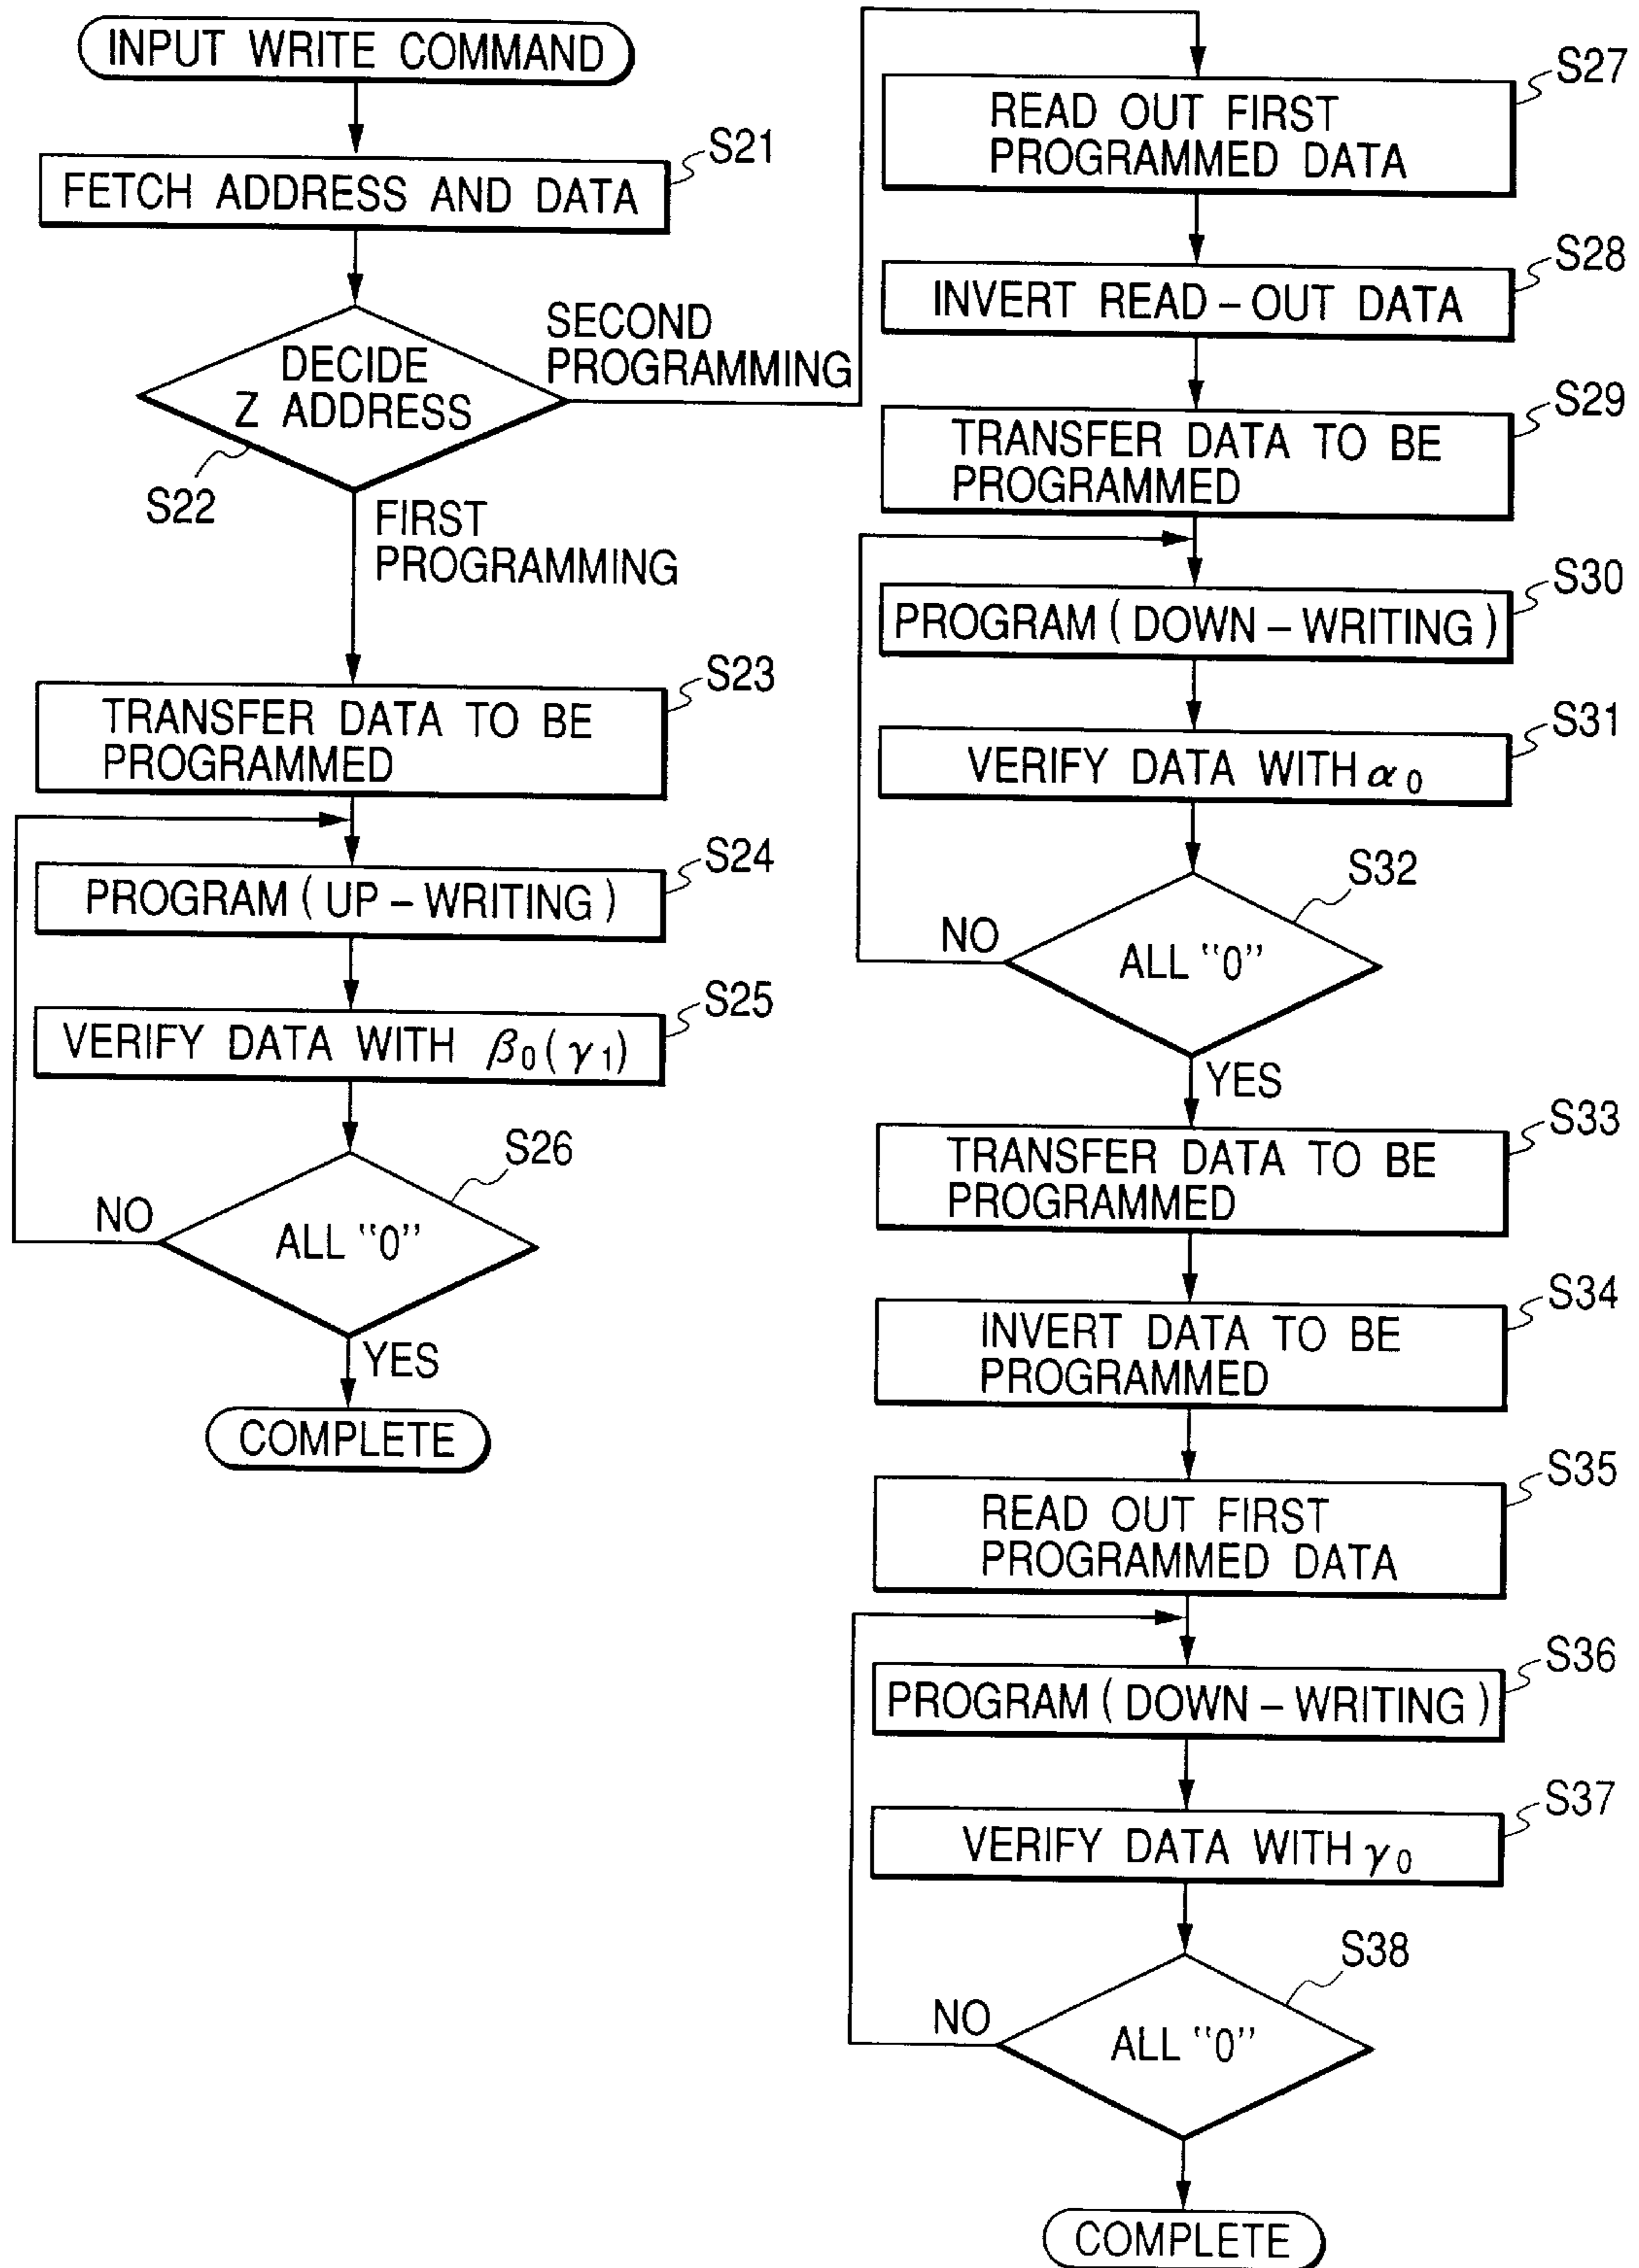 INPUT WRITE COMMAND
S21
FETCH ADDRESS AND DATA
DECIDE
Z ADDRESS
S22
SECOND
PROGRAMMING
FIRST
PROGRAMMING
S23
TRANSFER DATA TO BE
PROGRAMMED
S24
PROGRAM ( UP – WRITING )
S25
VERIFY DATA WITH β0 ( γ1 )
S26
ALL "0"
NO
YES
COMPLETE
S27
READ OUT FIRST
PROGRAMMED DATA
S28
INVERT READ – OUT DATA
S29
TRANSFER DATA TO BE
PROGRAMMED
S30
PROGRAM ( DOWN – WRITING )
S31
VERIFY DATA WITH α0
S32
ALL "0"
NO
YES
S33
TRANSFER DATA TO BE
PROGRAMMED
S34
INVERT DATA TO BE
PROGRAMMED
S35
READ OUT FIRST
PROGRAMMED DATA
S36
PROGRAM ( DOWN – WRITING )
S37
VERIFY DATA WITH γ0
S38
ALL "0"
NO
COMPLETE